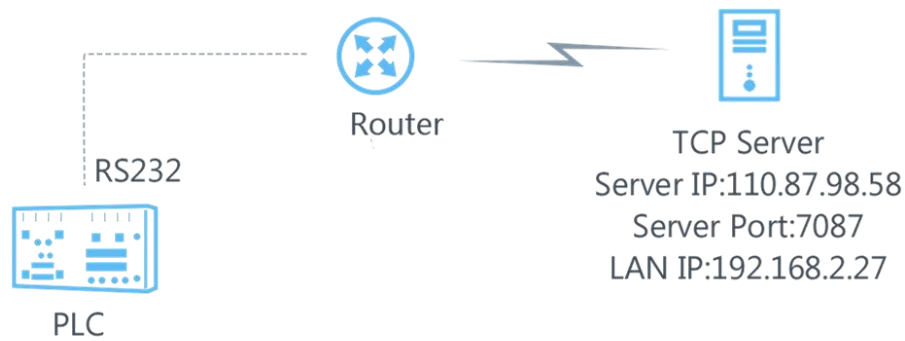 Router
RS232
PLC
TCP Server
Server IP:110.87.98.58
Server Port:7087
LAN IP:192.168.2.27